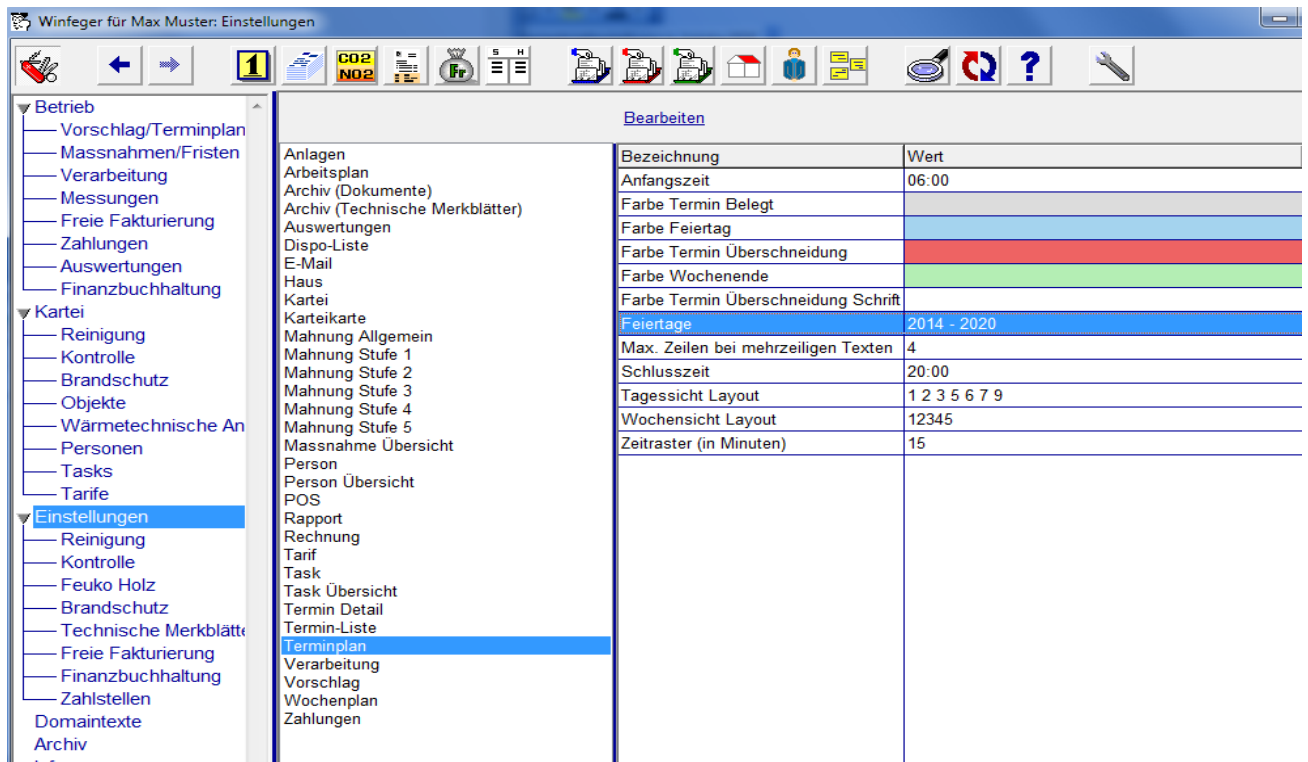 Winfeger für Max Muster: Einstellungen
1 CO2 NO2 Fr S H ?
Betrieb
Vorschlag/Terminplan
Massnahmen/Fristen
Verarbeitung
Messungen
Freie Fakturierung
Zahlungen
Auswertungen
Finanzbuchhaltung
Kartei
Reinigung
Kontrolle
Brandschutz
Objekte
Wärmetechnische An
Personen
Tasks
Tarife
Einstellungen
Reinigung
Kontrolle
Feuko Holz
Brandschutz
Technische Merkblätte
Freie Fakturierung
Finanzbuchhaltung
Zahlstellen
Domaintexte
Archiv
Bearbeiten
Anlagen
Arbeitsplan
Archiv (Dokumente)
Archiv (Technische Merkblätter)
Auswertungen
Dispo-Liste
E-Mail
Haus
Kartei
Karteikarte
Mahnung Allgemein
Mahnung Stufe 1
Mahnung Stufe 2
Mahnung Stufe 3
Mahnung Stufe 4
Mahnung Stufe 5
Massnahme Übersicht
Person
Person Übersicht
POS
Rapport
Rechnung
Tarif
Task
Task Übersicht
Termin Detail
Termin-Liste
Terminplan
Verarbeitung
Vorschlag
Wochenplan
Zahlungen
Bezeichnung Wert
Anfangszeit 06:00
Farbe Termin Belegt
Farbe Feiertag
Farbe Termin Überschneidung
Farbe Wochenende
Farbe Termin Überschneidung Schrift
Feiertage 2014 - 2020
Max. Zeilen bei mehrzeiligen Texten 4
Schlusszeit 20:00
Tagessicht Layout 1 2 3 5 6 7 9
Wochensicht Layout 12345
Zeitraster (in Minuten) 15